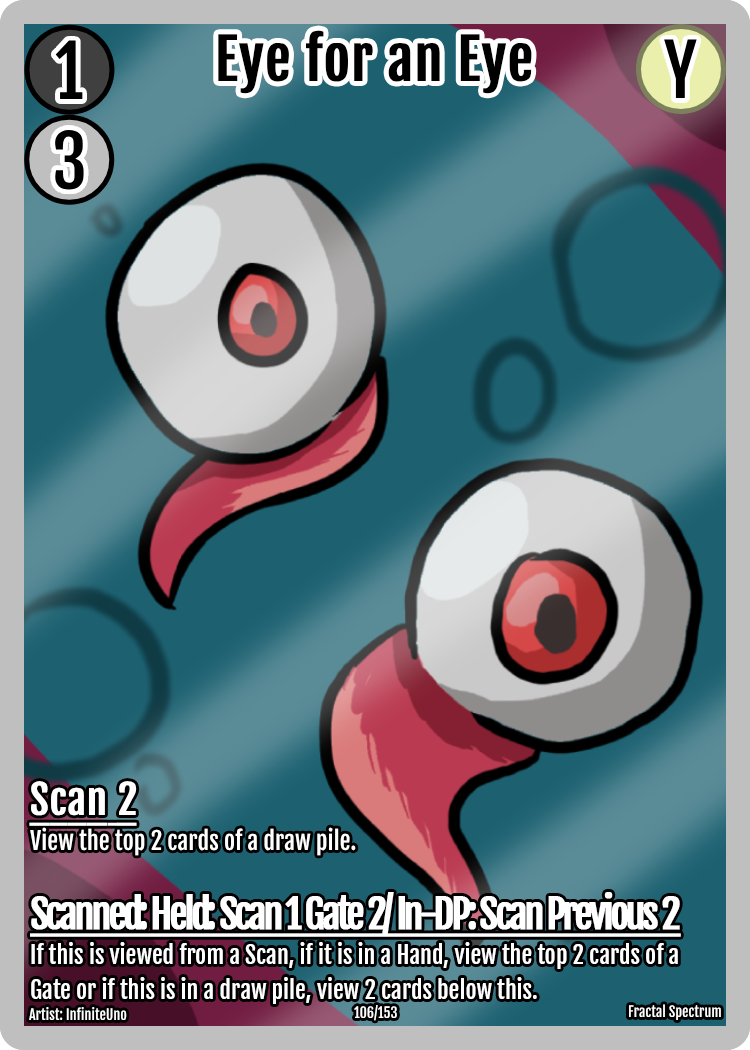 1
Eye for an Eye
Y
3
Scan 2
View the top 2 cards of a draw pile.
Scanned: Held: Scan 1 Gate 2/ In-DP: Scan Previous 2
If this is viewed from a Scan, if it is in a Hand, view the top 2 cards of a
Gate or if this is in a draw pile, view 2 cards below this.
Artist: InfiniteUno
106/153
Fractal Spectrum